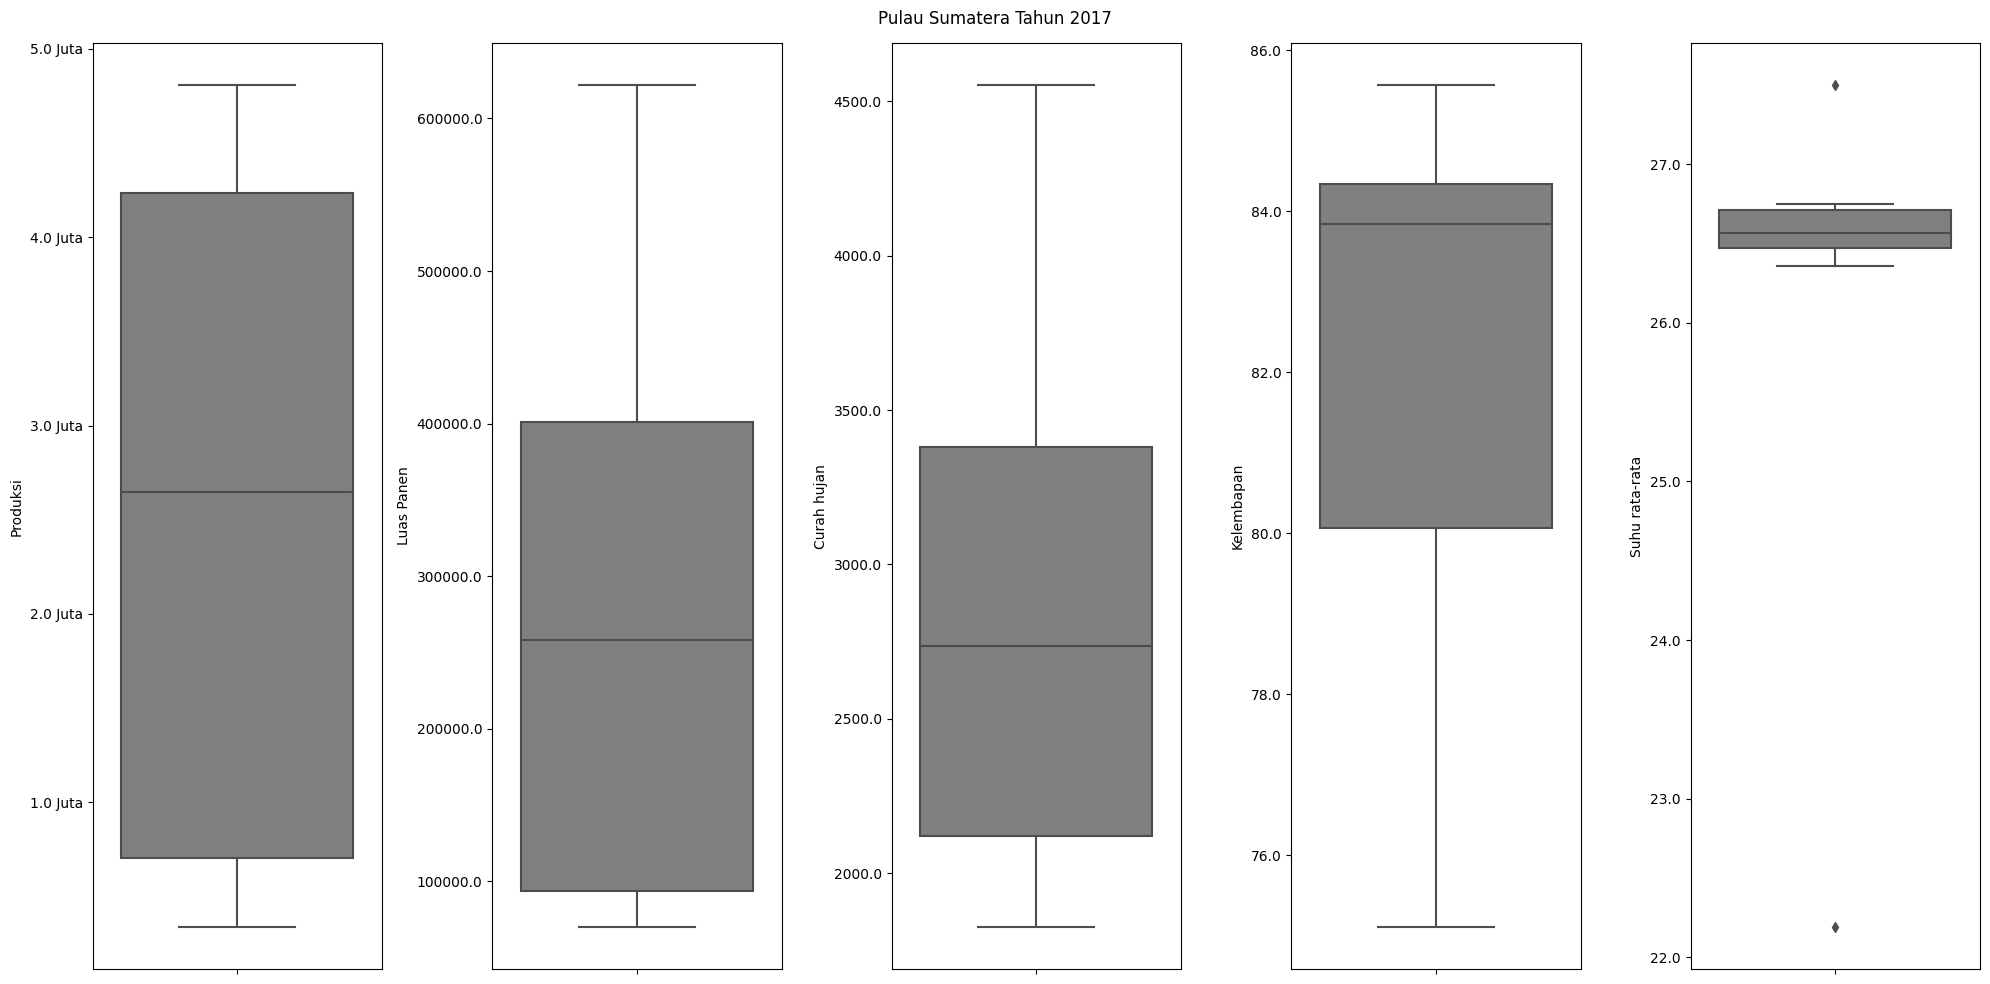 Pulau Sumatera Tahun 2017
5.0 Juta
4.0 Juta
3.0 Juta
2.0 Juta
1.0 Juta
Produksi
600000.0
500000.0
400000.0
300000.0
200000.0
100000.0
Luas Panen
4500.0
4000.0
3500.0
3000.0
2500.0
2000.0
Curah hujan
86.0
84.0
82.0
80.0
78.0
76.0
Kelembapan
27.0
26.0
25.0
24.0
23.0
22.0
Suhu rata-rata